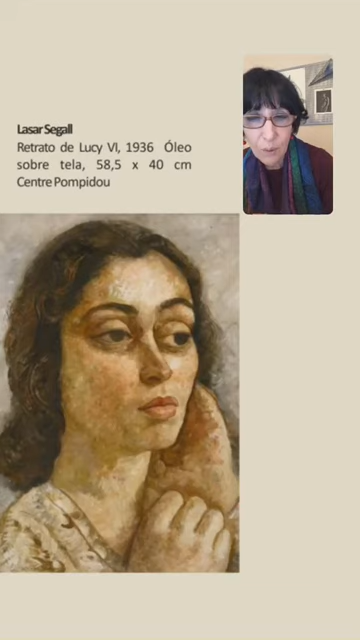 Lasar Segall
Retrato de Lucy VI, 1936 Óleo
sobre tela, 58,5 x 40 cm
Centre Pompidou